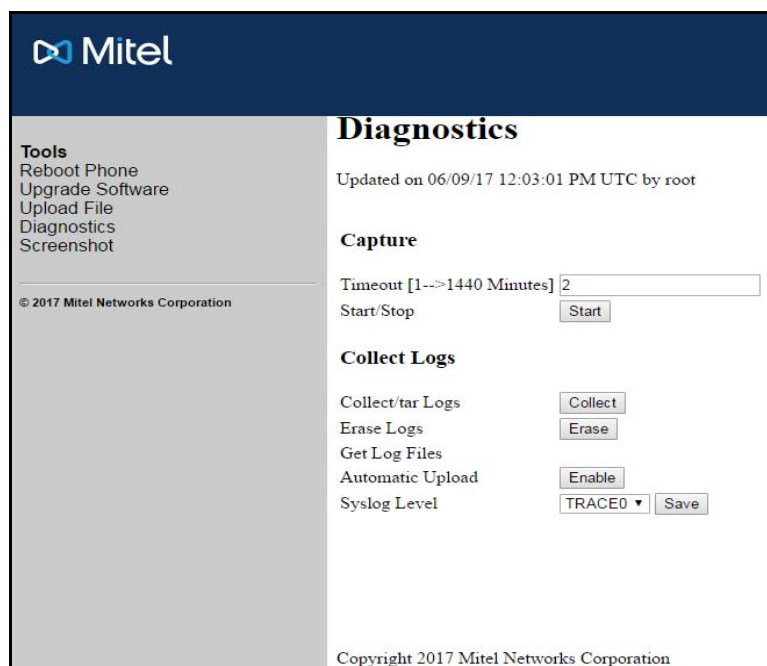 Mitel
Tools
Reboot Phone
Upgrade Software
Upload File
Diagnostics
Screenshot
© 2017 Mitel Networks Corporation
Diagnostics
Updated on 06/09/17 12:03:01 PM UTC by root
Capture
Timeout [1-->1440 Minutes] 2
Start/Stop Start
Collect Logs
Collect/tar Logs Collect
Erase Logs Erase
Get Log Files
Automatic Upload Enable
Syslog Level TRACE0 Save
Copyright 2017 Mitel Networks Corporation